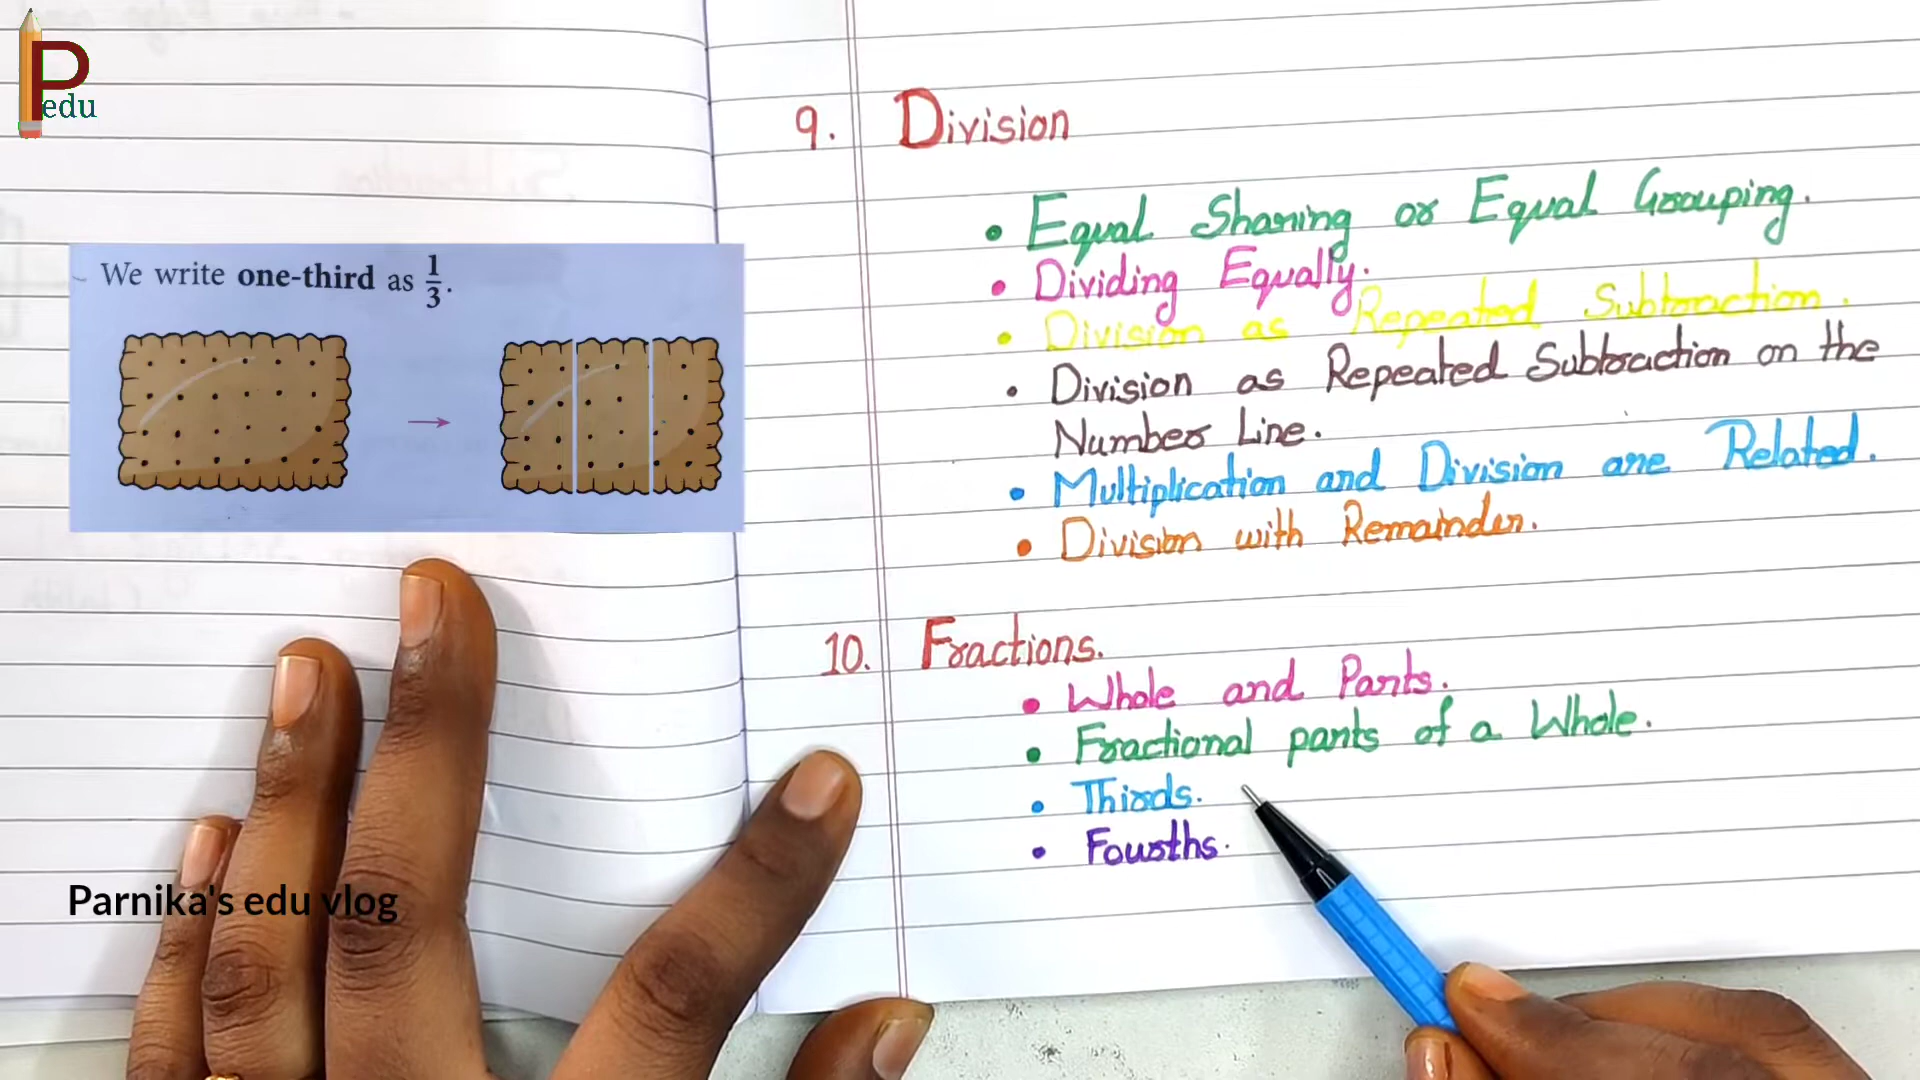 P
edu
We write one-third as 1/3.
9. Division
• Equal Sharing or Equal Grouping.
• Dividing Equally.
• Division as Repeated Subtraction.
• Division as Repeated Subtraction on the
Number Line.
• Multiplication and Division are Related.
• Division with Remainder.
10. Fractions.
• Whole and Parts.
• Fractional parts of a Whole.
• Thirds.
• Fourths.
Parnika's edu vlog